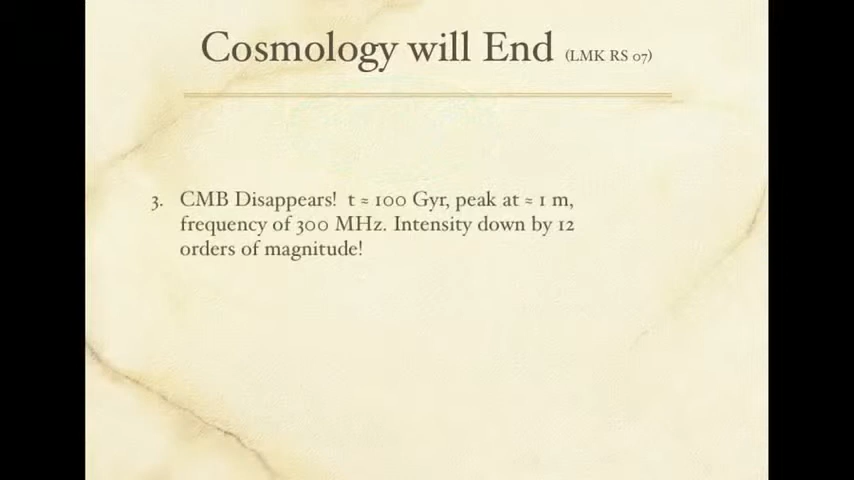 Cosmology will End (LMK RS 07)
3. CMB Disappears! t ≈ 100 Gyr, peak at ≈ 1 m,
frequency of 300 MHz. Intensity down by 12
orders of magnitude!